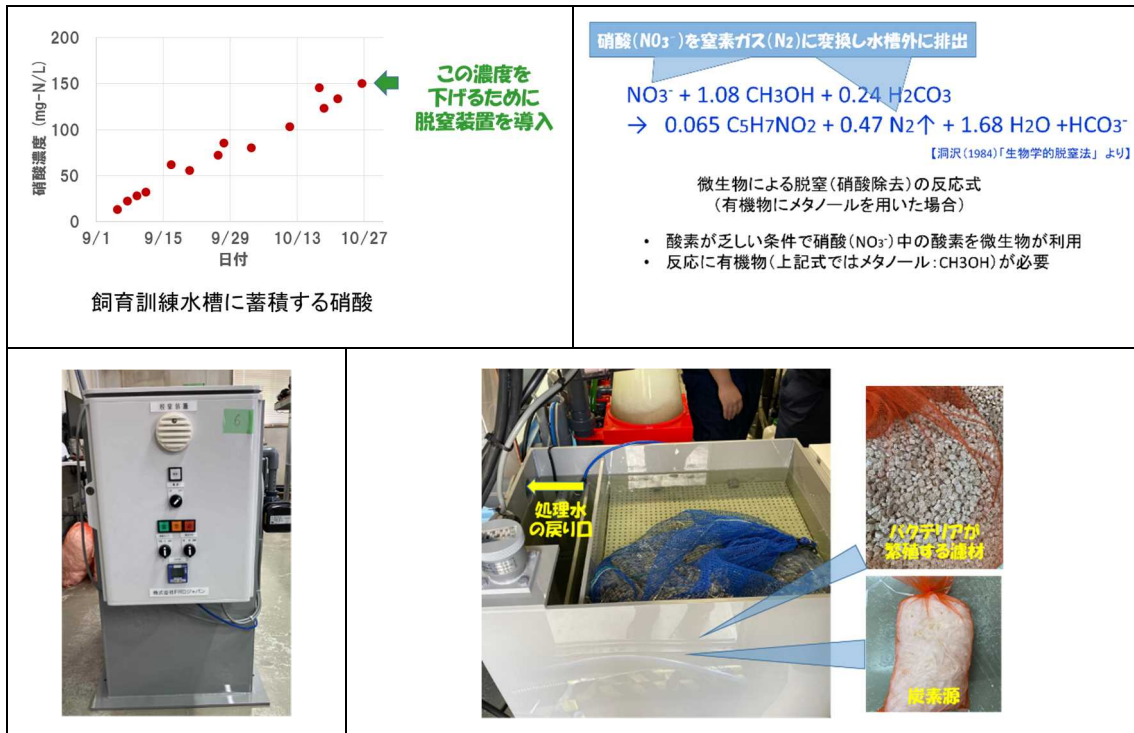 200
150
100
50
0
硝酸濃度 (mg-N/L)
9/1
9/15
9/29
10/13
10/27
日付
この濃度を
下げるために
脱窒装置を導入
飼育訓練水槽に蓄積する硝酸
硝酸(NO3⁻)を窒素ガス(N2)に変換し水槽外に排出
NO3⁻ + 1.08 CH3OH + 0.24 H2CO3
→ 0.065 C5H7NO2 + 0.47 N2↑ + 1.68 H2O +HCO3⁻
【洞沢(1984)「生物学的脱窒法」 より】
微生物による脱窒(硝酸除去)の反応式
(有機物にメタノールを用いた場合)
• 酸素が乏しい条件で硝酸(NO3⁻)中の酸素を微生物が利用
• 反応に有機物(上記式ではメタノール:CH3OH)が必要
脱窒装置
6
処理水
の戻り口
バクテリアが
繁殖する濾材
炭素源